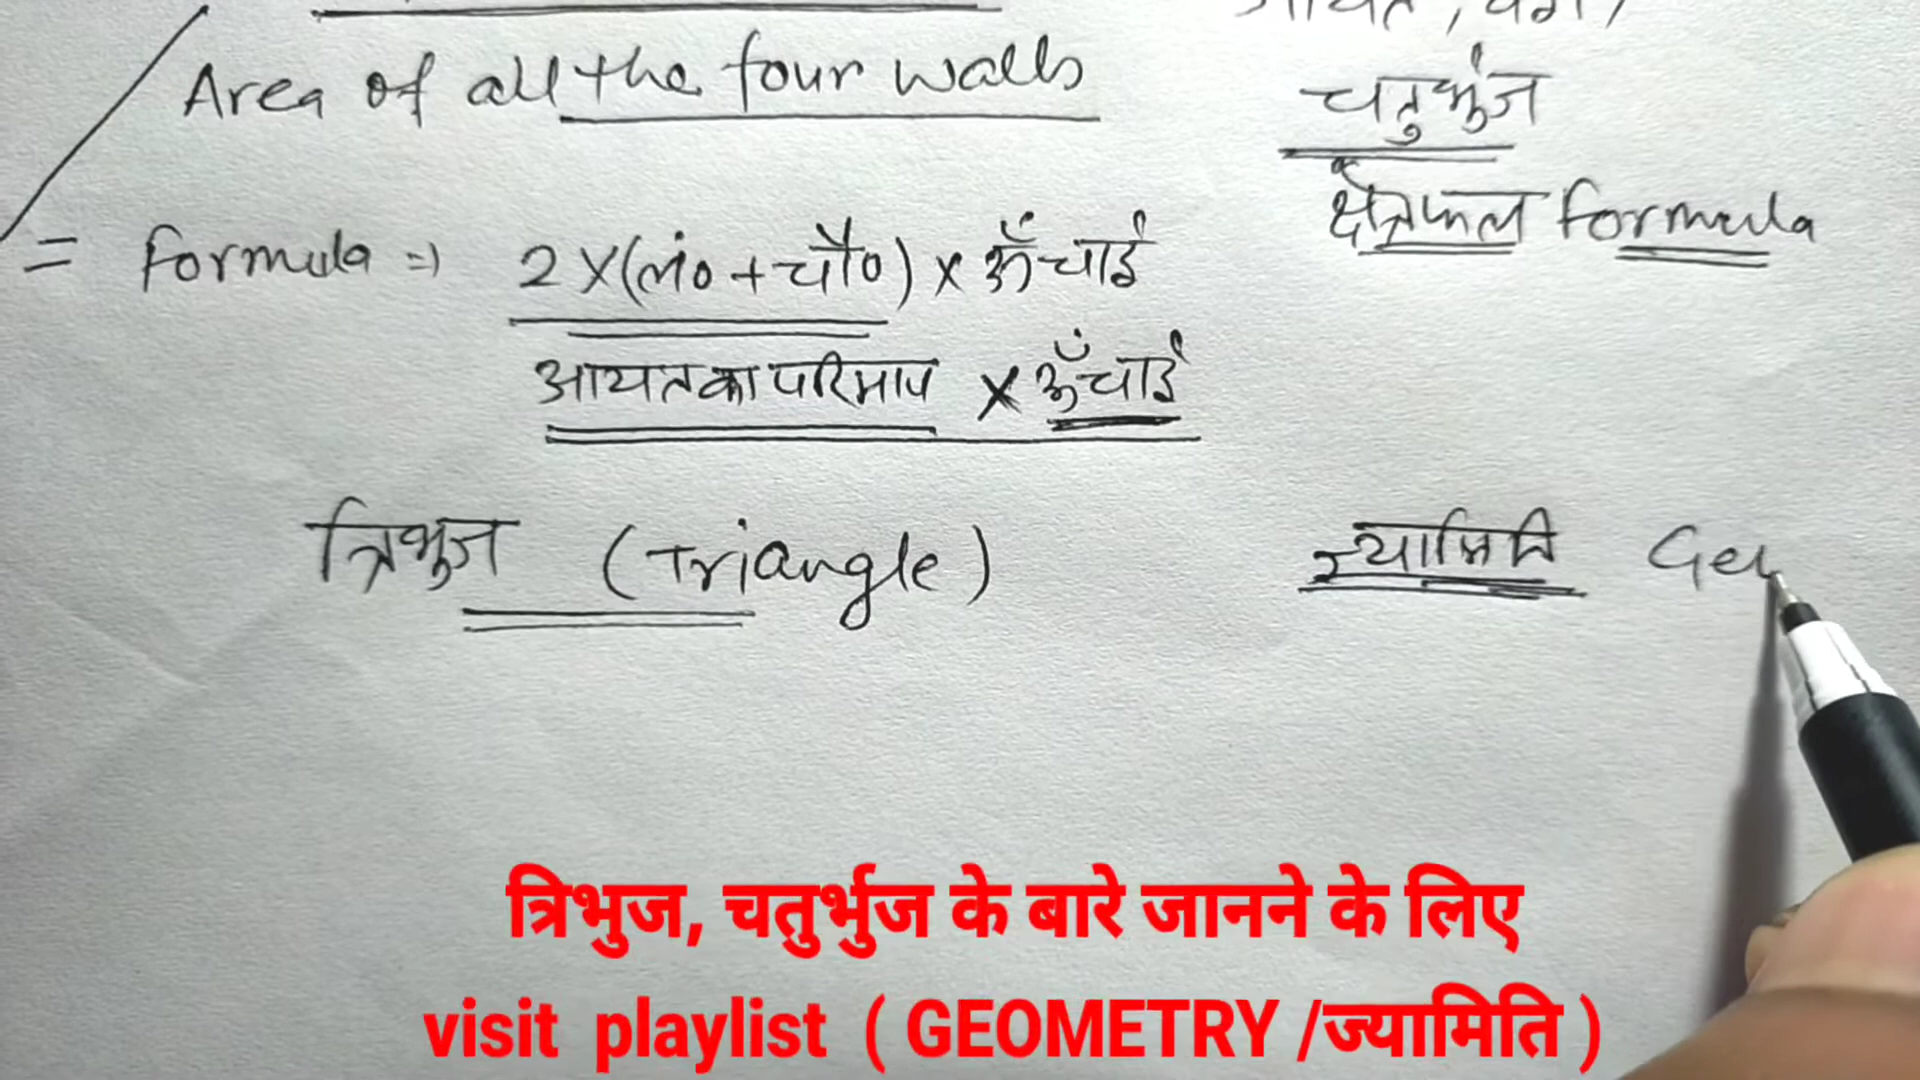 Area of all the four walls
= Formula ⇒ 2 × (लं० + चौ०) × ऊँचाई
आयत का परिमाप × ऊँचाई
चतुर्भुज
क्षेत्रफल formula
त्रिभुज (Triangle)
ज्यामिति Geo
त्रिभुज, चतुर्भुज के बारे जानने के लिए
visit playlist ( GEOMETRY /ज्यामिति )